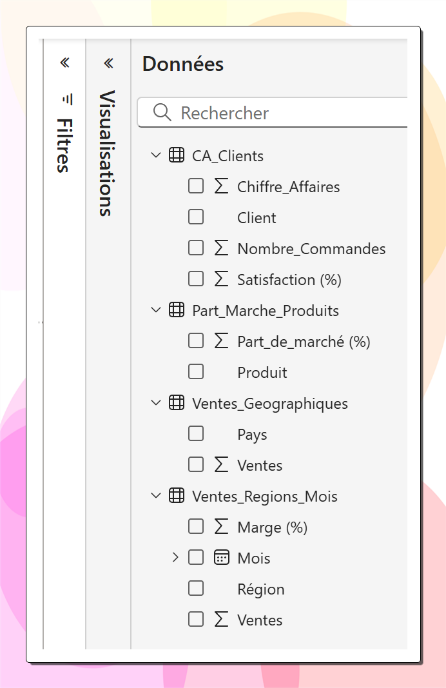 Filtres
Visualisations
Données
Rechercher
CA_Clients
Chiffre_Affaires
Client
Nombre_Commandes
Satisfaction (%)
Part_Marche_Produits
Part_de_marché (%)
Produit
Ventes_Geographiques
Pays
Ventes
Ventes_Regions_Mois
Marge (%)
Mois
Région
Ventes